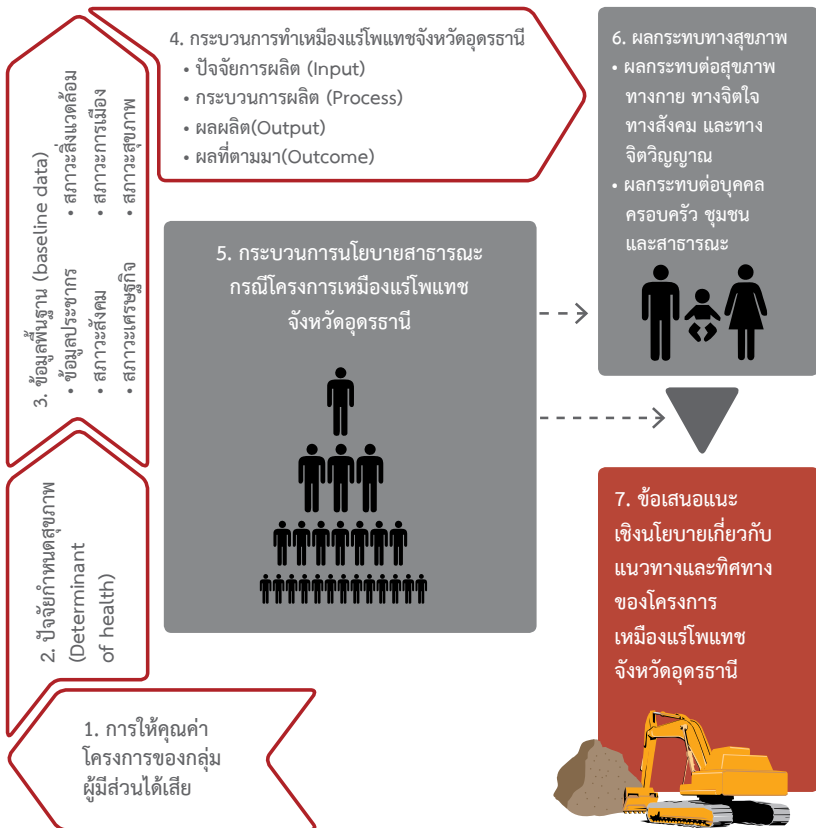 1. การให้คุณค่า
โครงการของกลุ่ม
ผู้มีส่วนได้เสีย
2. ปัจจัยกำหนดสุขภาพ
(Determinant
of health)
3. ข้อมูลพื้นฐาน (baseline data)
• ข้อมูลประชากร
• สภาวะสังคม
• สภาวะเศรษฐกิจ
• สภาวะสิ่งแวดล้อม
• สภาวะการเมือง
• สภาวะสุขภาพ
4. กระบวนการทำเหมืองแร่โพแทชจังหวัดอุดรธานี
• ปัจจัยการผลิต (Input)
• กระบวนการผลิต (Process)
• ผลผลิต(Output)
• ผลที่ตามมา(Outcome)
5. กระบวนการนโยบายสาธารณะ
กรณีโครงการเหมืองแร่โพแทช
จังหวัดอุดรธานี
6. ผลกระทบทางสุขภาพ
• ผลกระทบต่อสุขภาพ
ทางกาย ทางจิตใจ
ทางสังคม และทาง
จิตวิญญาณ
• ผลกระทบต่อบุคคล
ครอบครัว ชุมชน
และสาธารณะ
7. ข้อเสนอแนะ
เชิงนโยบายเกี่ยวกับ
แนวทางและทิศทาง
ของโครงการ
เหมืองแร่โพแทช
จังหวัดอุดรธานี